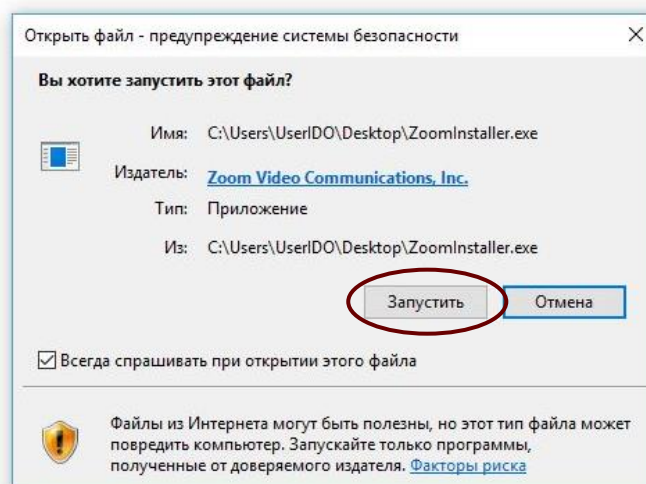 Открыть файл - предупреждение системы безопасности
Вы хотите запустить этот файл?
Имя: C:\Users\UserIDO\Desktop\ZoomInstaller.exe
Издатель: Zoom Video Communications, Inc.
Тип: Приложение
Из: C:\Users\UserIDO\Desktop\ZoomInstaller.exe
Запустить Отмена
Всегда спрашивать при открытии этого файла
Файлы из Интернета могут быть полезны, но этот тип файла может
повредить компьютер. Запускайте только программы,
полученные от доверяемого издателя. Факторы риска